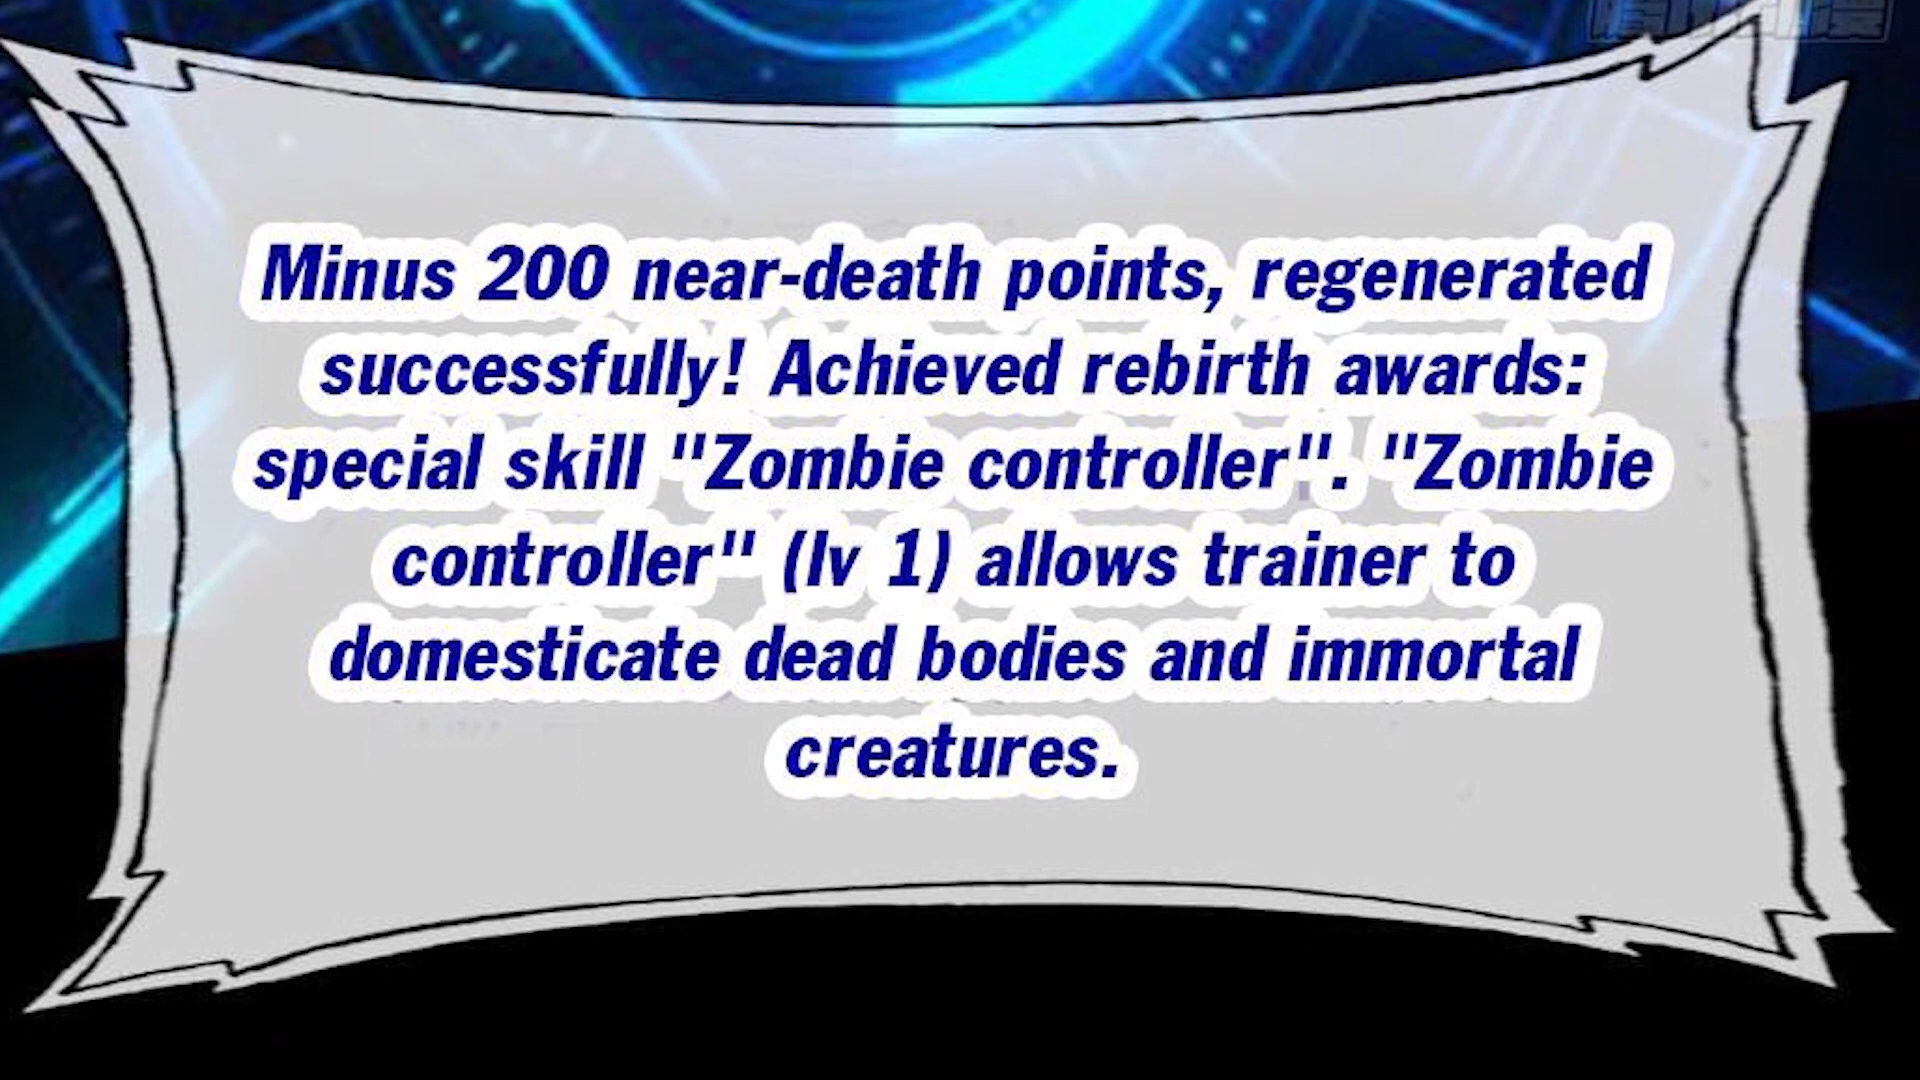 Minus 200 near-death points, regenerated
successfully! Achieved rebirth awards:
special skill "Zombie controller". "Zombie
controller" (lv 1) allows trainer to
domesticate dead bodies and immortal
creatures.